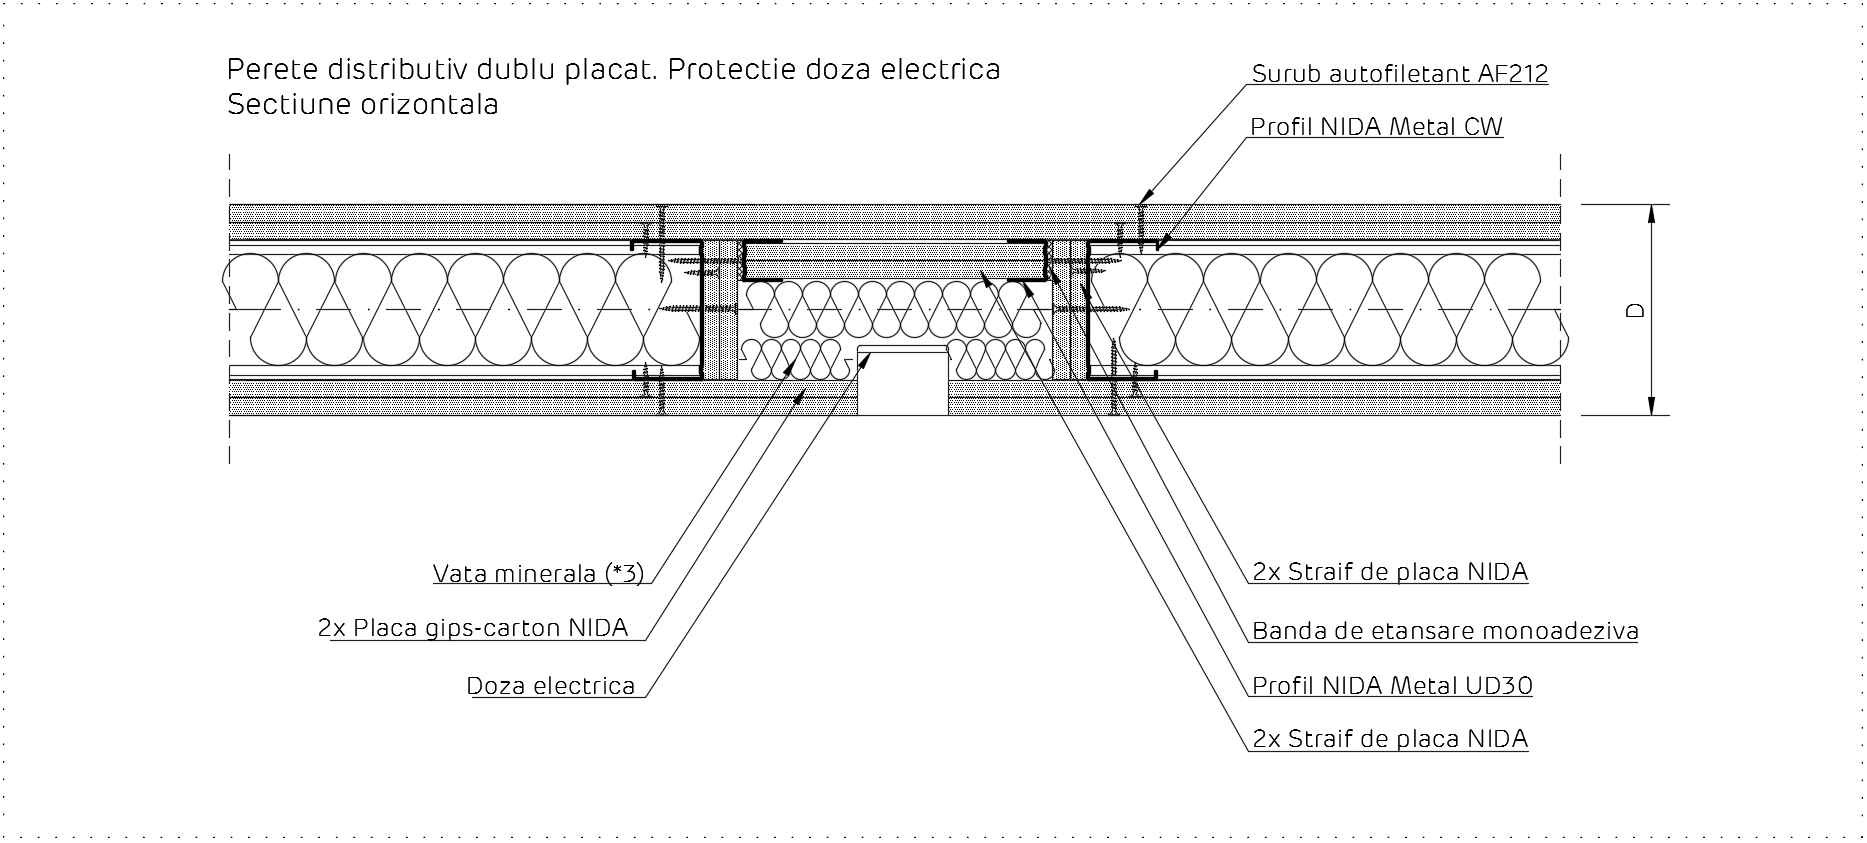 Perete distributiv dublu placat. Protectie doza electrica
Sectiune orizontala
Surub autofiletant AF212
Profil NIDA Metal CW
D
Vata minerala (*3)
2x Placa gips-carton NIDA
Doza electrica
2x Straif de placa NIDA
Banda de etansare monoadeziva
Profil NIDA Metal UD30
2x Straif de placa NIDA